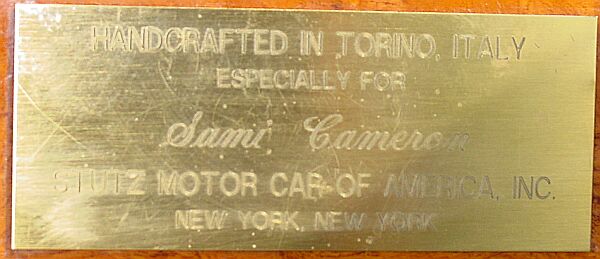 HANDCRAFTED IN TORINO, ITALY
ESPECIALLY FOR
Sami Cameron
STUTZ MOTOR CAR OF AMERICA, INC.
NEW YORK, NEW YORK